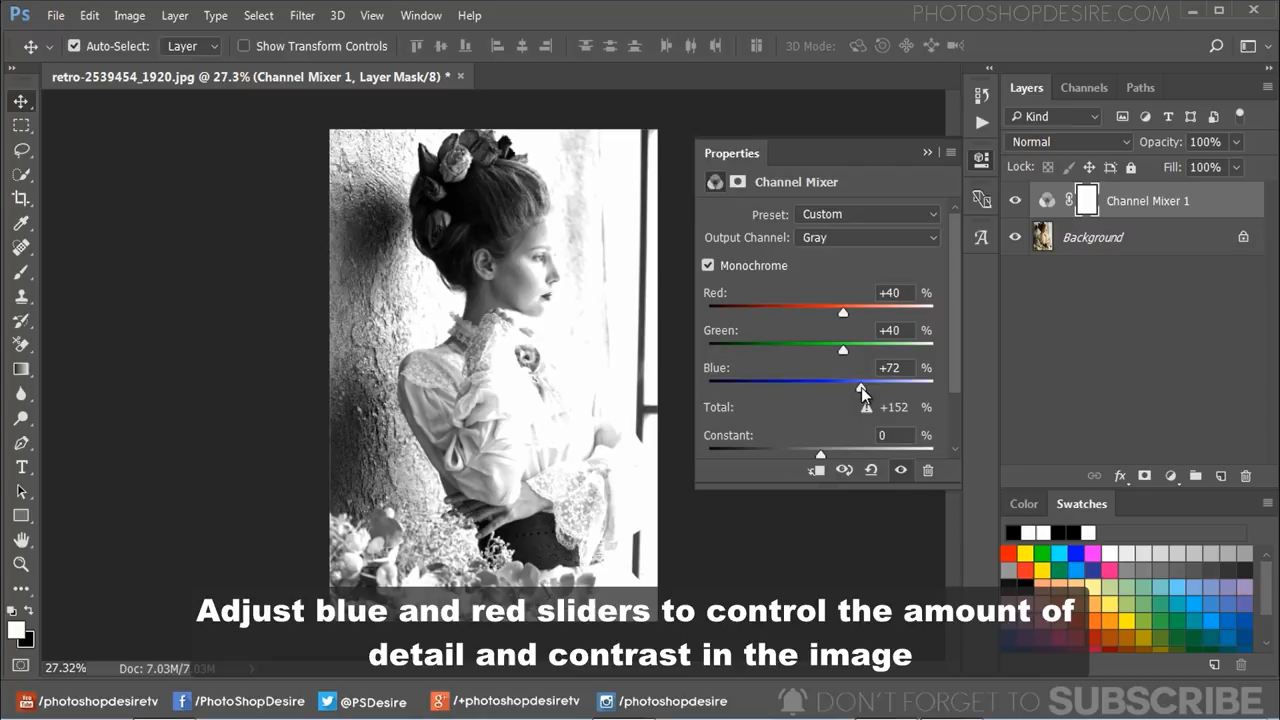 Ps File Edit Image Layer Type Select Filter 3D View Window Help PHOTOSHOPDESIRE.COM
Auto-Select: Layer Show Transform Controls 3D Mode:
retro-2539454_1920.jpg @ 27.3% (Channel Mixer 1, Layer Mask/8) * ×
Layers Channels Paths
Kind
Normal Opacity: 100%
Lock: Fill: 100%
Channel Mixer 1
Background
Properties
Channel Mixer
Preset: Custom
Output Channel: Gray
Monochrome
Red: +40 %
Green: +40 %
Blue: +72 %
Total: +152 %
Constant: 0 %
Color Swatches
Adjust blue and red sliders to control the amount of
detail and contrast in the image
27.32% Doc: 7.03M/7.03M
/photoshopdesiretv /PhotoShopDesire @PSDesire /+photoshopdesiretv /photoshopdesire DON'T FORGET TO SUBSCRIBE